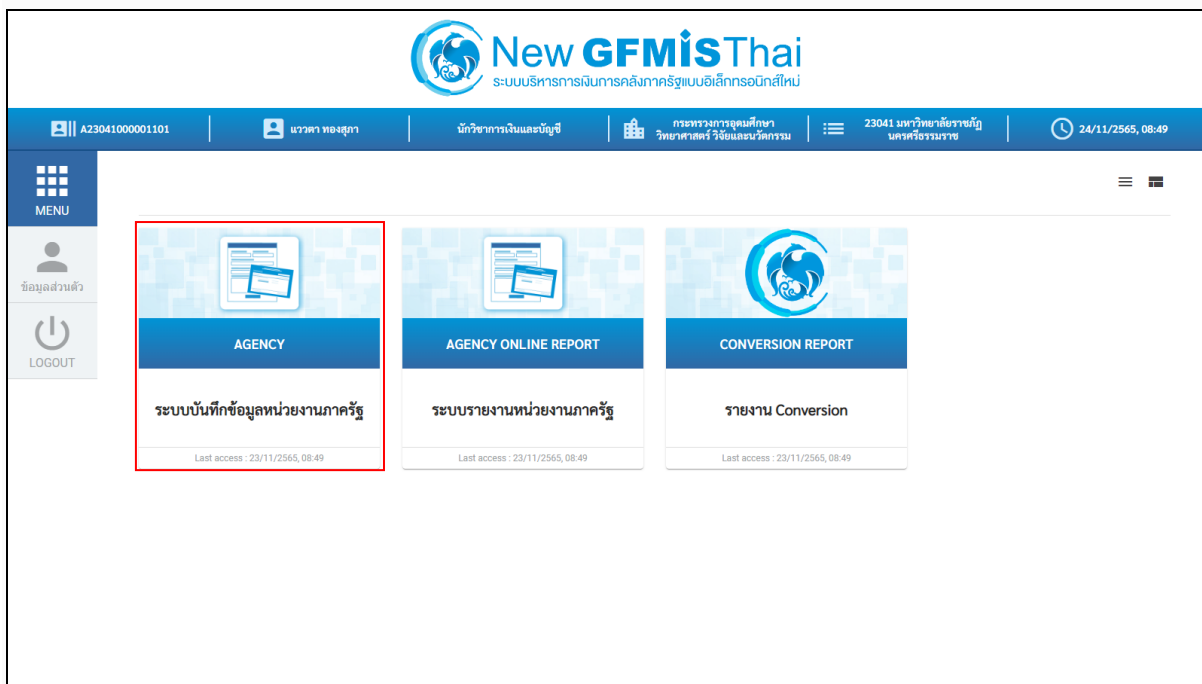 New GFMIS Thai
ระบบบริหารการเงินการคลังภาครัฐแบบอิเล็กทรอนิกส์ใหม่
A23041000001101
แววตา ทองสุภา
นักวิชาการเงินและบัญชี
กระทรวงการอุดมศึกษา
วิทยาศาสตร์ วิจัยและนวัตกรรม
23041 มหาวิทยาลัยราชภัฏ
นครศรีธรรมราช
24/11/2565, 08:49
MENU
ข้อมูลส่วนตัว
LOGOUT
AGENCY
ระบบบันทึกข้อมูลหน่วยงานภาครัฐ
Last access : 23/11/2565, 08:49
AGENCY ONLINE REPORT
ระบบรายงานหน่วยงานภาครัฐ
Last access : 23/11/2565, 08:49
CONVERSION REPORT
รายงาน Conversion
Last access : 23/11/2565, 08:49